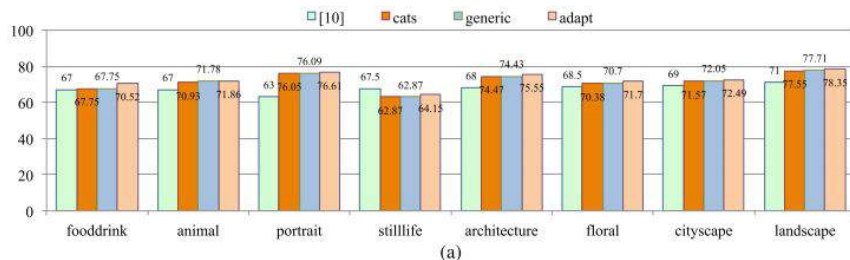 [10] cats generic adapt
100
80
60
40
20
0
67 67.75 67.75 70.52
67 70.93 71.78 71.86
63 76.05 76.09 76.61
67.5 62.87 62.87 64.15
68 74.47 74.43 75.55
68.5 70.38 70.7 71.7
69 71.57 72.05 72.49
71 77.55 77.71 78.35
fooddrink animal portrait stilllife architecture floral cityscape landscape
(a)